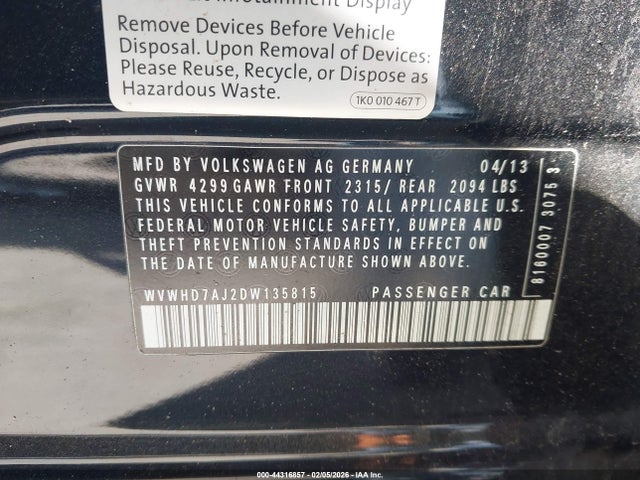 Infotainment Display
Remove Devices Before Vehicle
Disposal. Upon Removal of Devices:
Please Reuse, Recycle, or Dispose as
Hazardous Waste.
1K0 010 467 T
MFD BY VOLKSWAGEN AG GERMANY 04/13
GVWR 4299 GAWR FRONT 2315/ REAR 2094 LBS
THIS VEHICLE CONFORMS TO ALL APPLICABLE U.S.
FEDERAL MOTOR VEHICLE SAFETY, BUMPER AND
THEFT PREVENTION STANDARDS IN EFFECT ON
THE DATE OF MANUFACTURE SHOWN ABOVE.
WVWHD7AJ2DW135815 PASSENGER CAR
8160007 3075 3
000-44316857 - 02/05/2026 - IAA Inc.